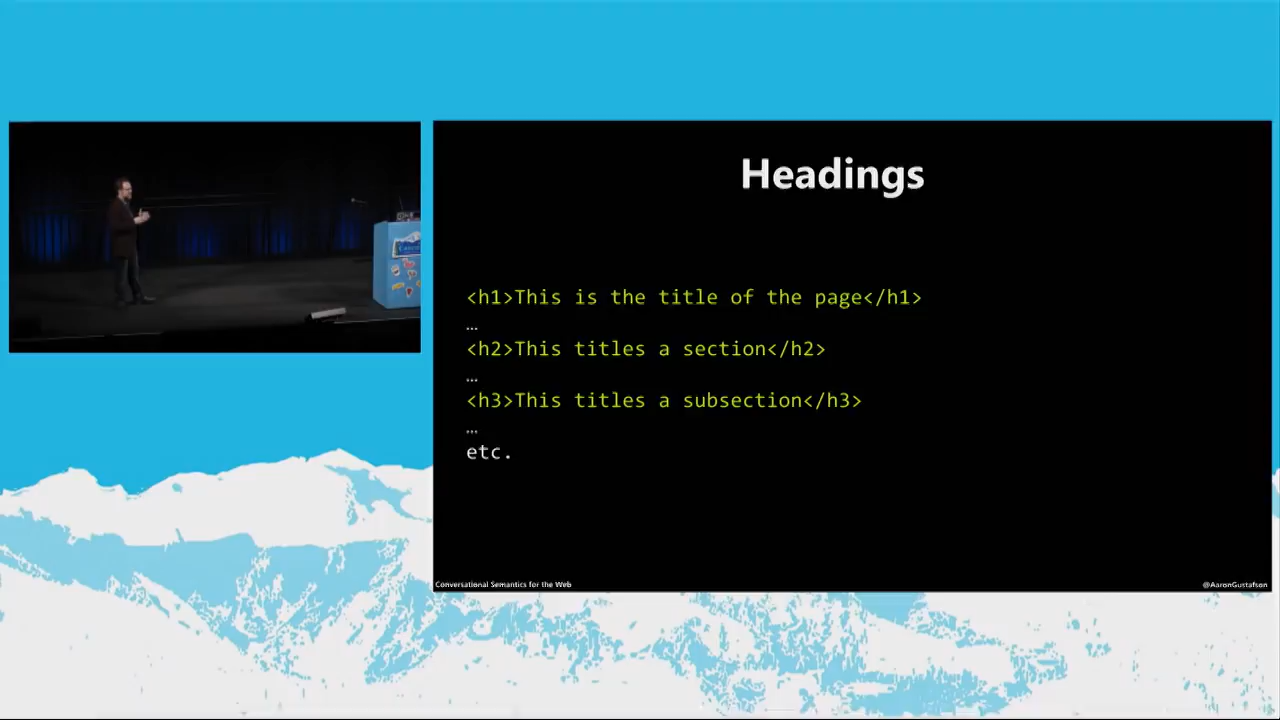 Headings
<h1>This is the title of the page</h1>
…
<h2>This titles a section</h2>
…
<h3>This titles a subsection</h3>
…
etc.
Conversational Semantics for the Web
@AaronGustafson